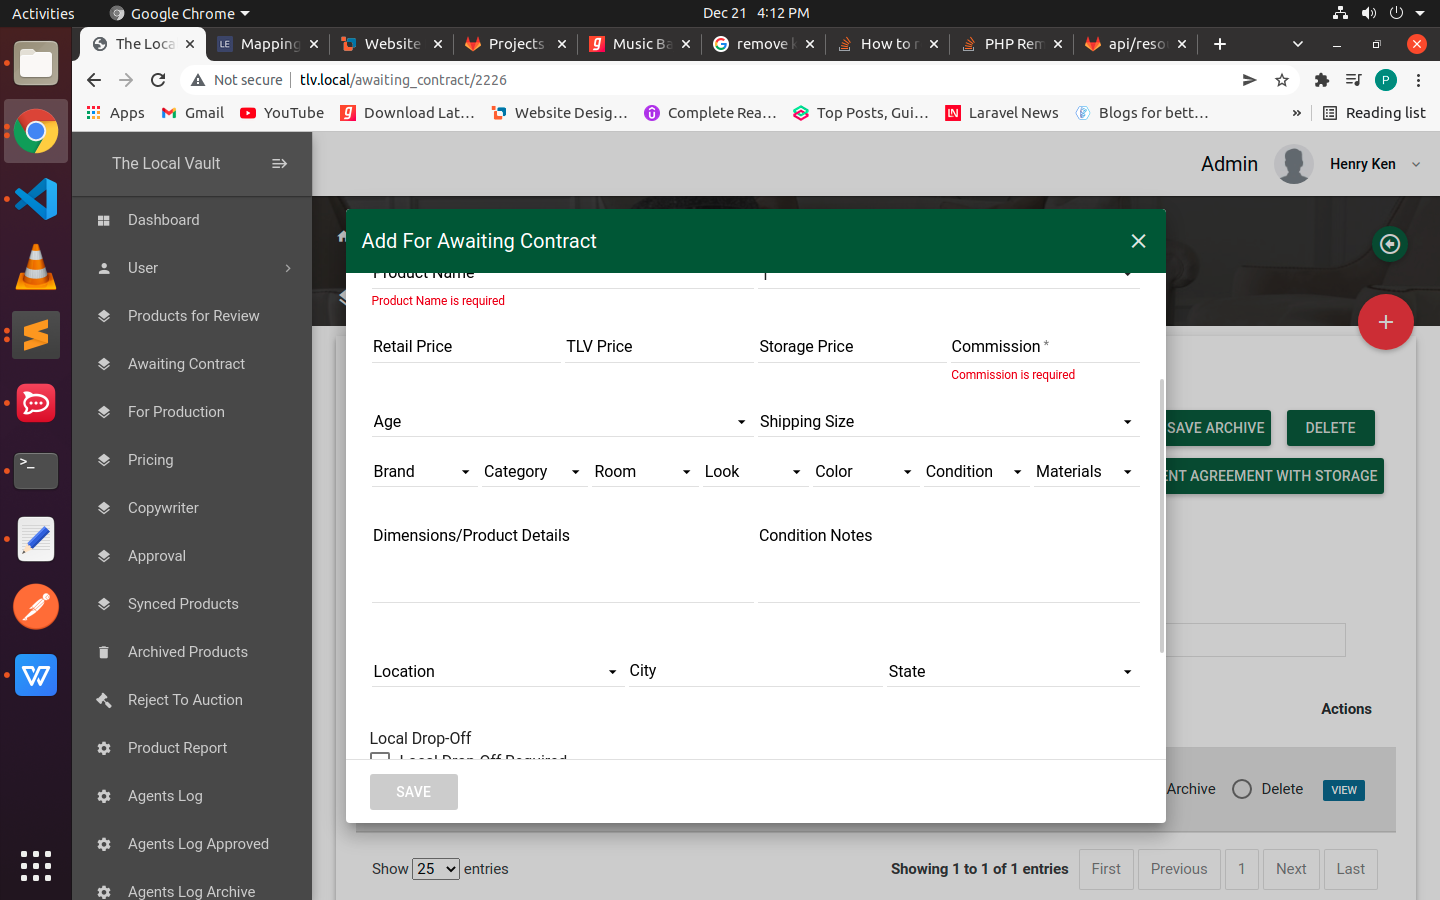 Activities
Google Chrome
Dec 21 4:12 PM
The Loca
LE
Mapping
Website
Projects
Music Ba
remove k
How to r
PHP Rem
api/resou
Not secure
tlv.local/awaiting_contract/2226
P
Apps
Gmail
YouTube
Download Lat...
Website Desig...
Complete Rea...
Top Posts, Gui...
LN
Laravel News
Blogs for bett...
»
Reading list
The Local Vault
Admin
Henry Ken
Dashboard
User
Products for Review
Awaiting Contract
For Production
Pricing
Copywriter
Approval
Synced Products
Archived Products
Reject To Auction
Product Report
Agents Log
Agents Log Approved
Agents Log Archive
Add For Awaiting Contract
Product Name
Product Name is required
Retail Price
TLV Price
Storage Price
Commission *
Commission is required
Age
Shipping Size
Brand
Category
Room
Look
Color
Condition
Materials
Dimensions/Product Details
Condition Notes
Location
City
State
Local Drop-Off
Local Drop-Off Required
SAVE
SAVE ARCHIVE
DELETE
ENT AGREEMENT WITH STORAGE
Actions
Archive
Delete
VIEW
Show 25 entries
Showing 1 to 1 of 1 entries
First
Previous
1
Next
Last